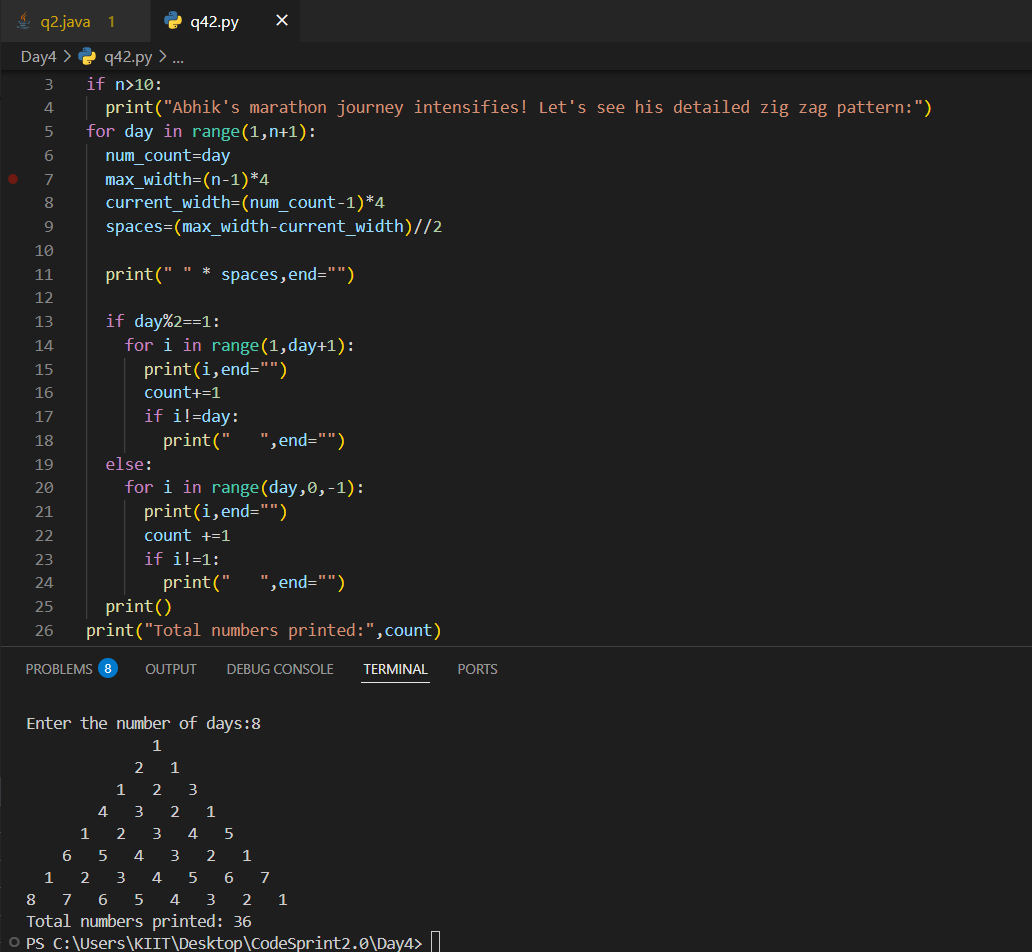 q2.java 1 q42.py
Day4 > q42.py > ...
3 if n>10:
4   print("Abhik's marathon journey intensifies! Let's see his detailed zig zag pattern:")
5 for day in range(1,n+1):
6   num_count=day
7   max_width=(n-1)*4
8   current_width=(num_count-1)*4
9   spaces=(max_width-current_width)//2
10
11   print(" " * spaces,end="")
12
13   if day%2==1:
14     for i in range(1,day+1):
15       print(i,end="")
16       count+=1
17       if i!=day:
18         print("   ",end="")
19   else:
20     for i in range(day,0,-1):
21       print(i,end="")
22       count +=1
23       if i!=1:
24         print("   ",end="")
25   print()
26 print("Total numbers printed:",count)
PROBLEMS 8 OUTPUT DEBUG CONSOLE TERMINAL PORTS
Enter the number of days:8
              1
            2   1
          1   2   3
        4   3   2   1
      1   2   3   4   5
    6   5   4   3   2   1
  1   2   3   4   5   6   7
8   7   6   5   4   3   2   1
Total numbers printed: 36
PS C:\Users\KIIT\Desktop\CodeSprint2.0\Day4>